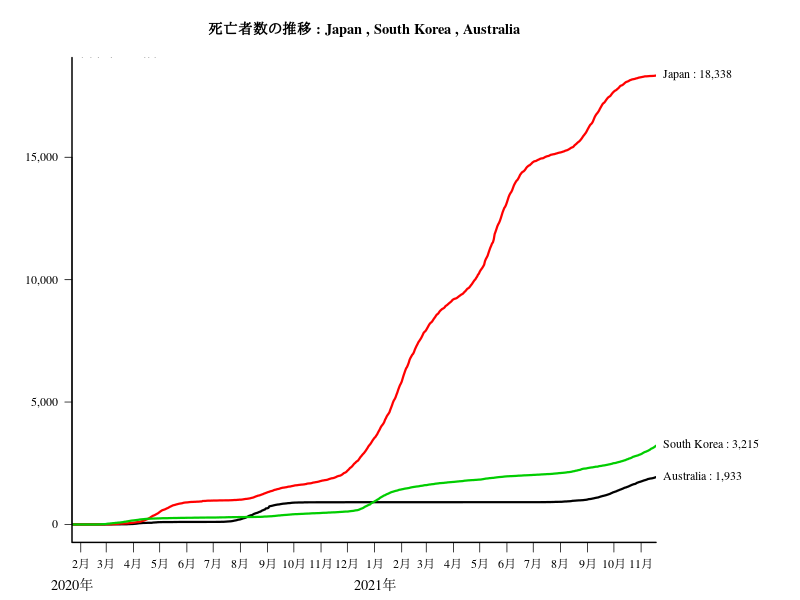 死亡者数の推移 : Japan , South Korea , Australia
Japan : 18,338
15,000
10,000
5,000
South Korea : 3,215
Australia : 1,933
0
2月 3月 4月 5月 6月 7月 8月 9月 10月 11月 12月 1月 2月 3月 4月 5月 6月 7月 8月 9月 10月 11月
2020年 2021年